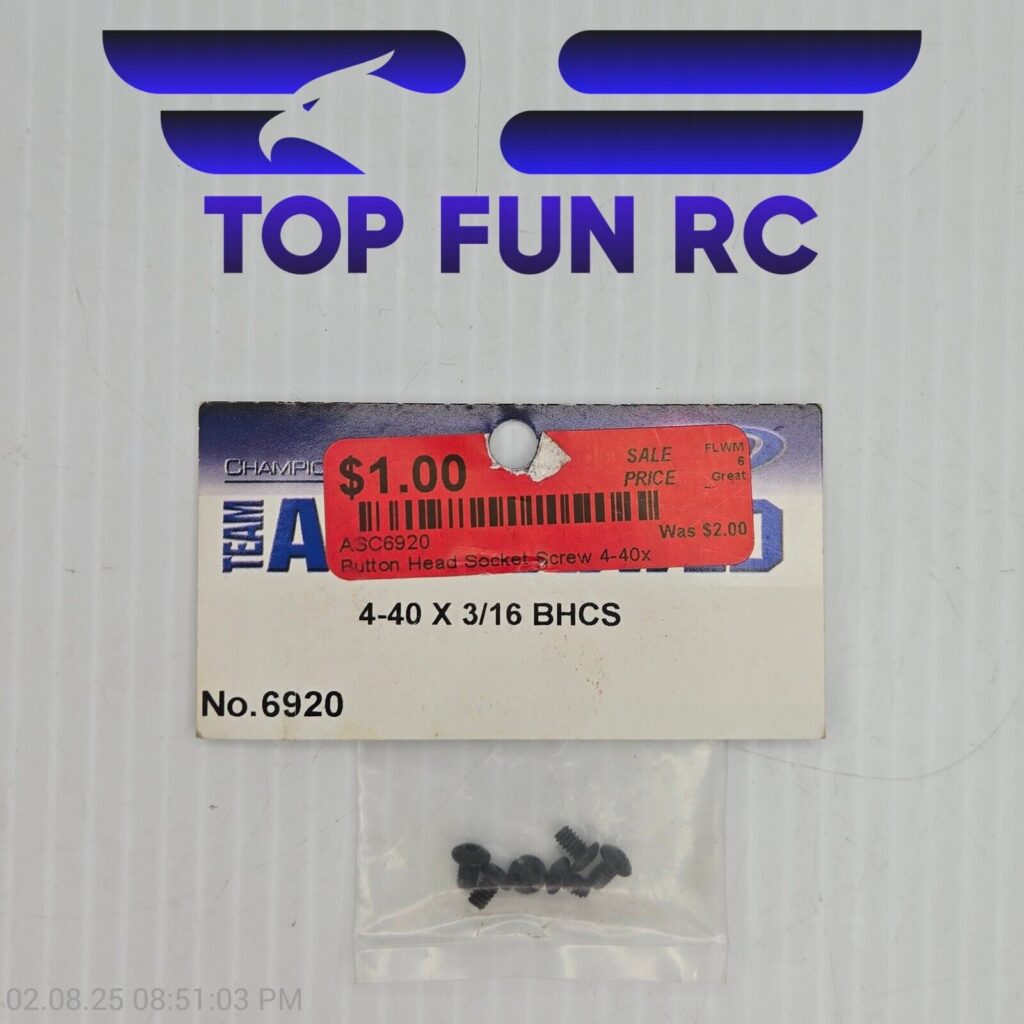 TOP FUN RC
CHAMPIO
TEAM
A
D
$1.00
SALE
PRICE
FLWM
6
Great
Was $2.00
ASC6920
Button Head Socket Screw 4-40x
4-40 X 3/16 BHCS
No.6920
02.08.25 08:51:03 PM